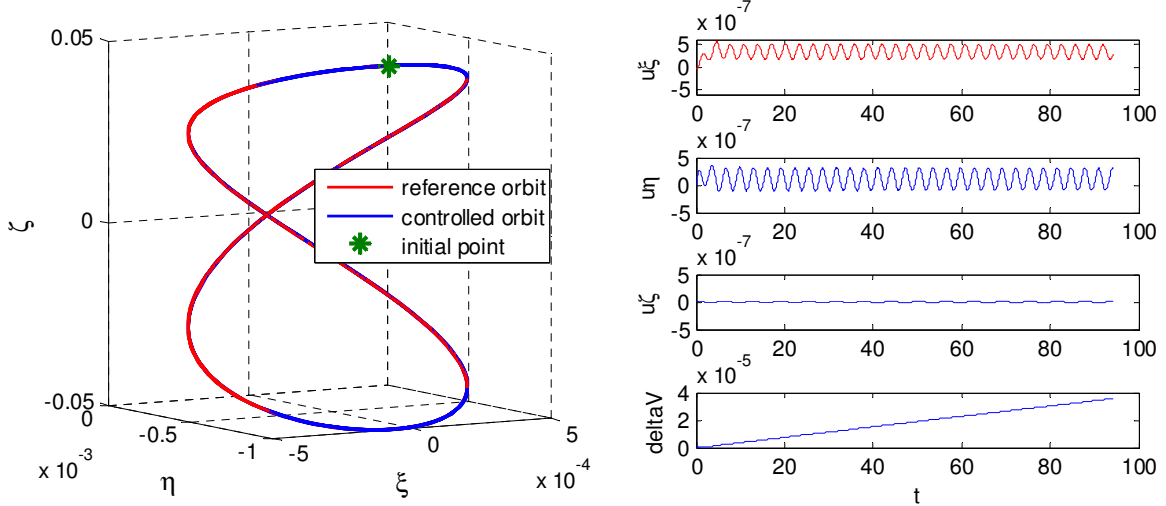 0.05
0
-0.05
ζ
0
-0.5
-1
x 10⁻³
η
-5
0
5
x 10⁻⁴
ξ
reference orbit
controlled orbit
initial point
x 10⁻⁷
5
0
-5
uξ
0 20 40 60 80 100
x 10⁻⁷
5
0
-5
uη
0 20 40 60 80 100
x 10⁻⁷
5
0
-5
uζ
0 20 40 60 80 100
x 10⁻⁵
4
2
0
deltaV
0 20 40 60 80 100
t